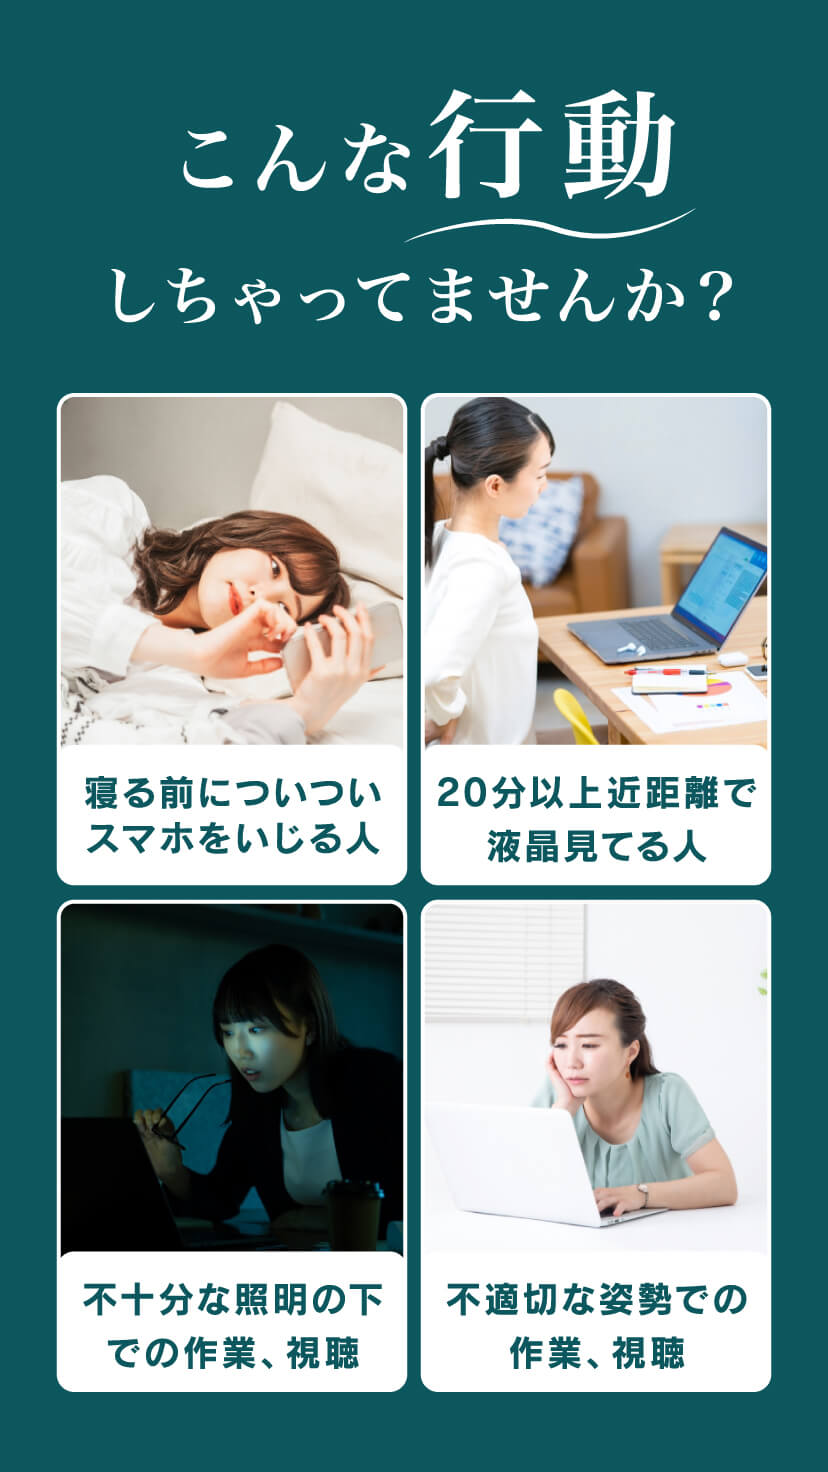 こんな行動
しちゃってませんか？
寝る前についつい
スマホをいじる人
20分以上近距離で
液晶見てる人
不十分な照明の下
での作業、視聴
不適切な姿勢での
作業、視聴